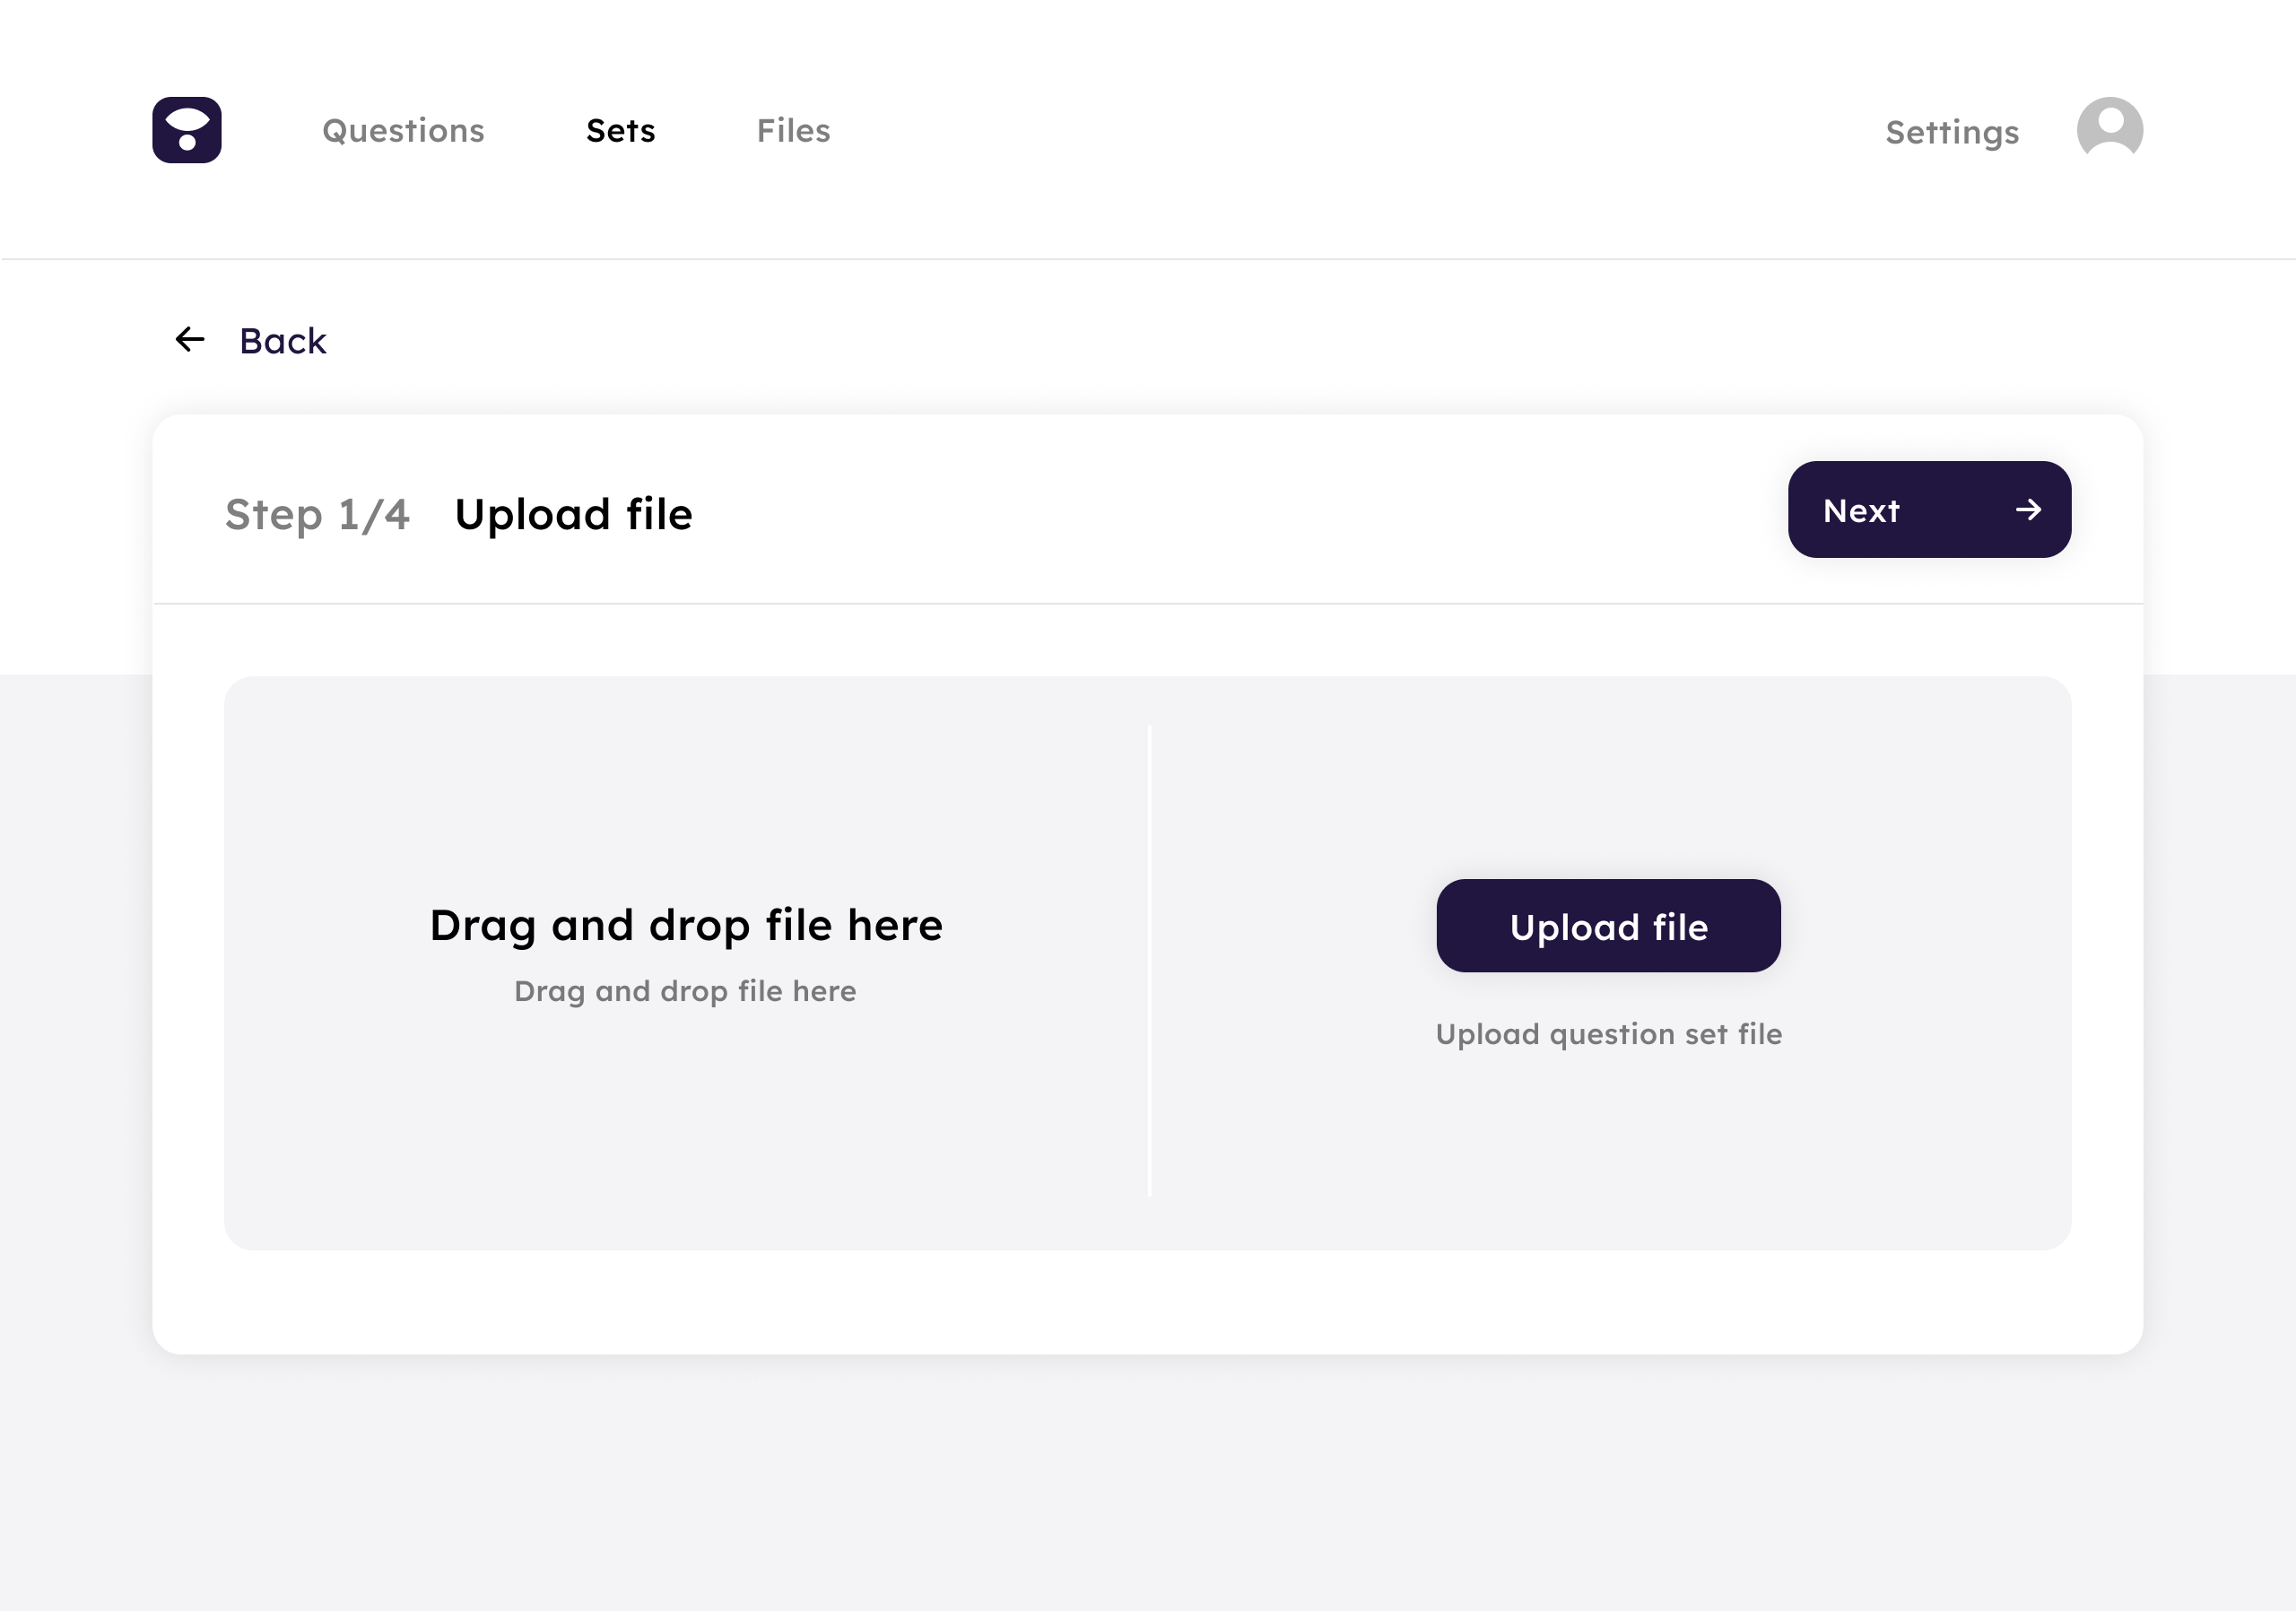 Questions Sets Files Settings
Back
Step 1/4 Upload file Next
Drag and drop file here
Drag and drop file here
Upload file
Upload question set file